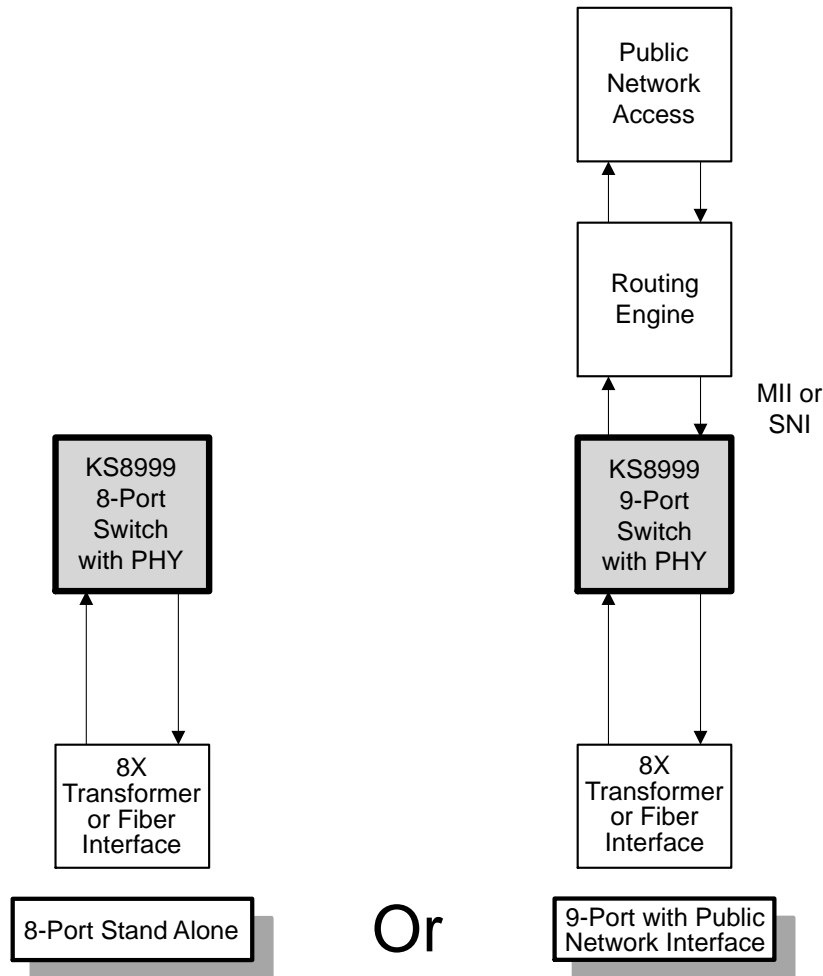 Public
Network
Access
Routing
Engine
MII or
SNI
KS8999
8-Port
Switch
with PHY
KS8999
9-Port
Switch
with PHY
8X
Transformer
or Fiber
Interface
8X
Transformer
or Fiber
Interface
8-Port Stand Alone
Or
9-Port with Public
Network Interface